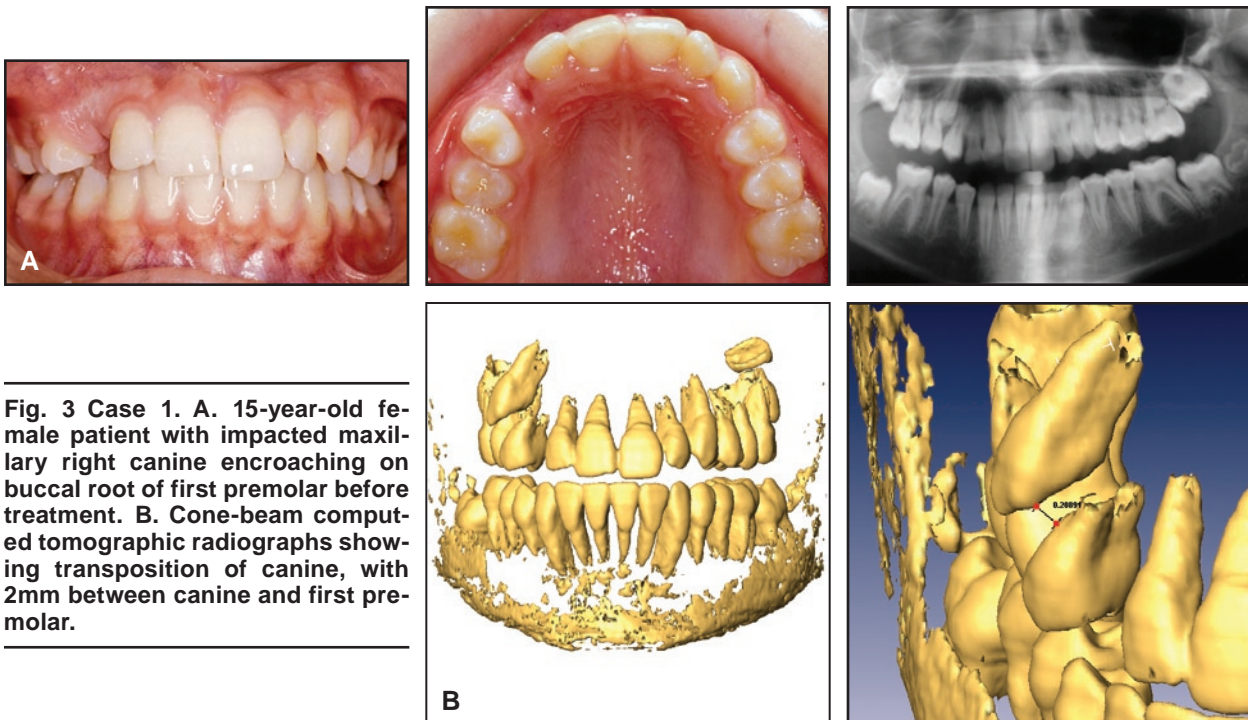 A
Fig. 3 Case 1. A. 15-year-old fe-
male patient with impacted maxil-
lary right canine encroaching on
buccal root of first premolar before
treatment. B. Cone-beam comput-
ed tomographic radiographs show-
ing transposition of canine, with
2mm between canine and first pre-
molar.
B